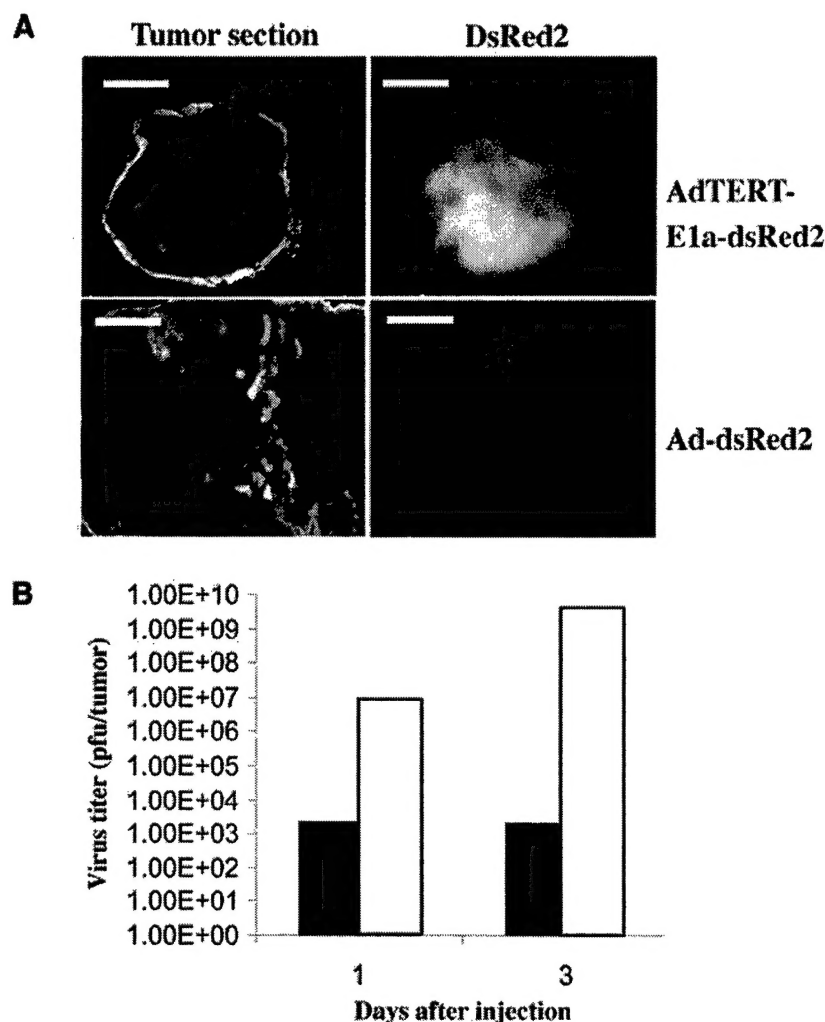 A
Tumor section
DsRed2
AdTERT-
E1a-dsRed2
Ad-dsRed2
B
Virus titer (pfu/tumor)
1.00E+10
1.00E+09
1.00E+08
1.00E+07
1.00E+06
1.00E+05
1.00E+04
1.00E+03
1.00E+02
1.00E+01
1.00E+00
1
3
Days after injection